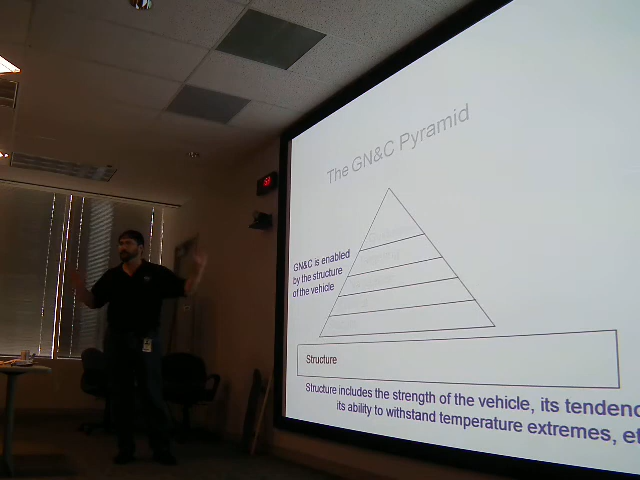 The GN&C Pyramid
GN&C is enabled
by the structure
of the vehicle
Structure
Structure includes the strength of the vehicle, its tendenc
its ability to withstand temperature extremes, et